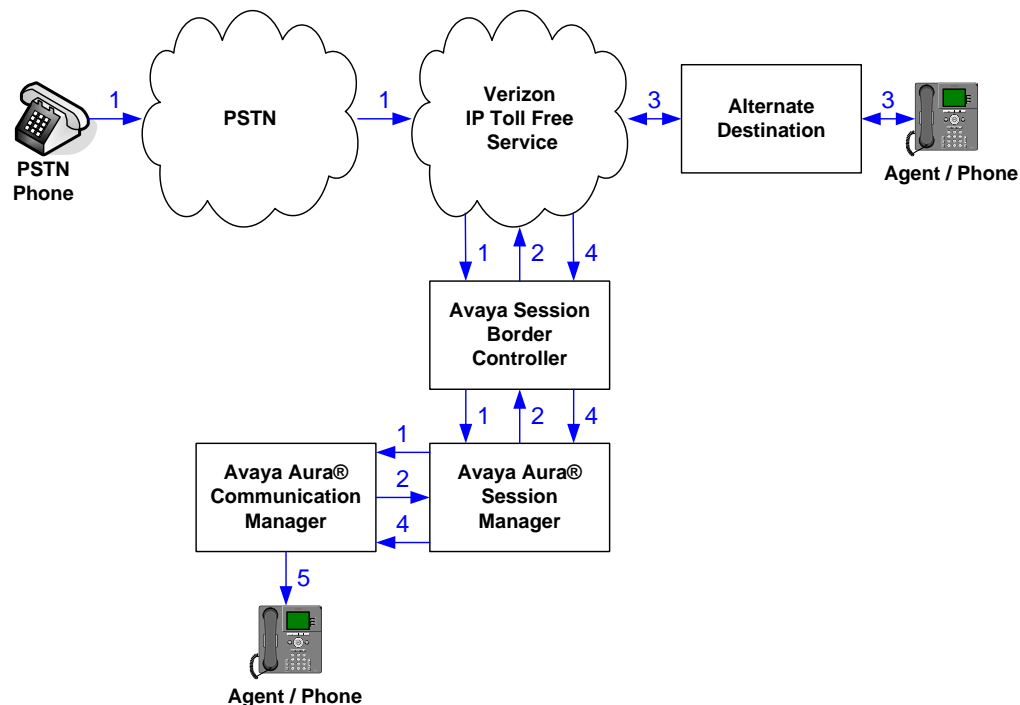 1
PSTN
Phone
PSTN
1
Verizon
IP Toll Free
Service
3
Alternate
Destination
3
Agent / Phone
1
2
4
Avaya Session
Border
Controller
1
2
4
Avaya Aura®
Communication
Manager
1
2
4
Avaya Aura®
Session
Manager
5
Agent / Phone